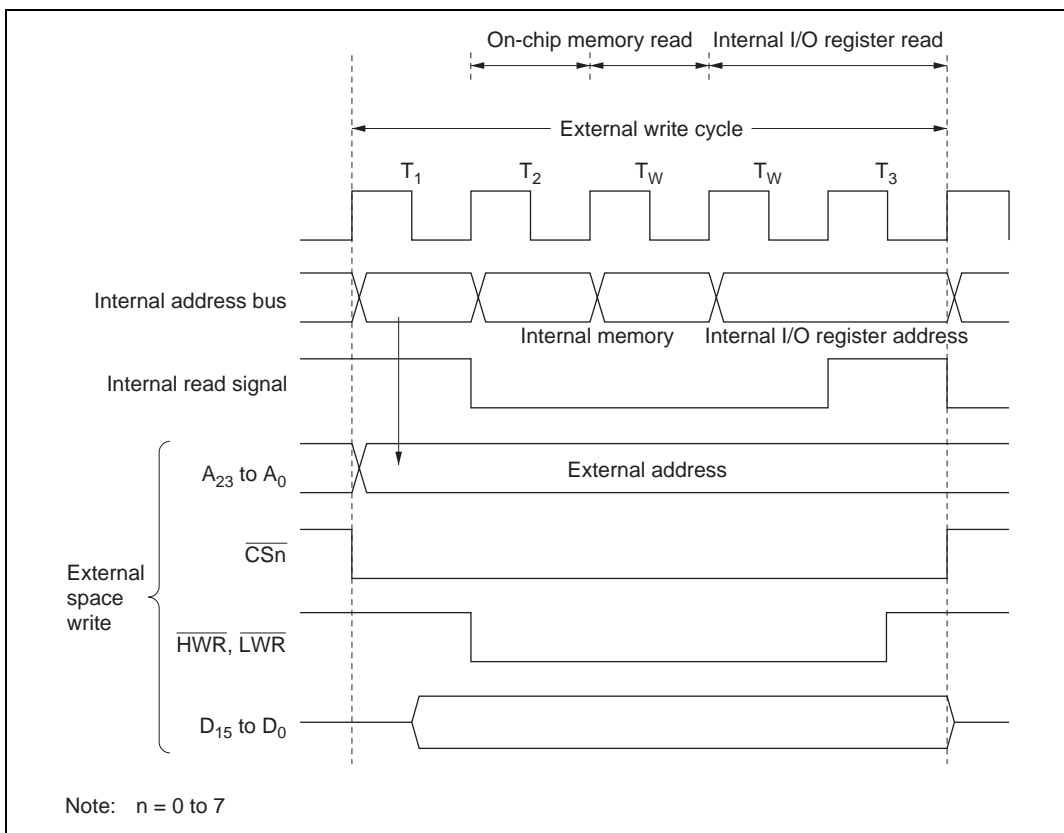 On-chip memory read Internal I/O register read
External write cycle
T1 T2 TW TW T3
Internal address bus
Internal memory Internal I/O register address
Internal read signal
A23 to A0
External address
CSn
External
space
write
HWR, LWR
D15 to D0
Note: n = 0 to 7